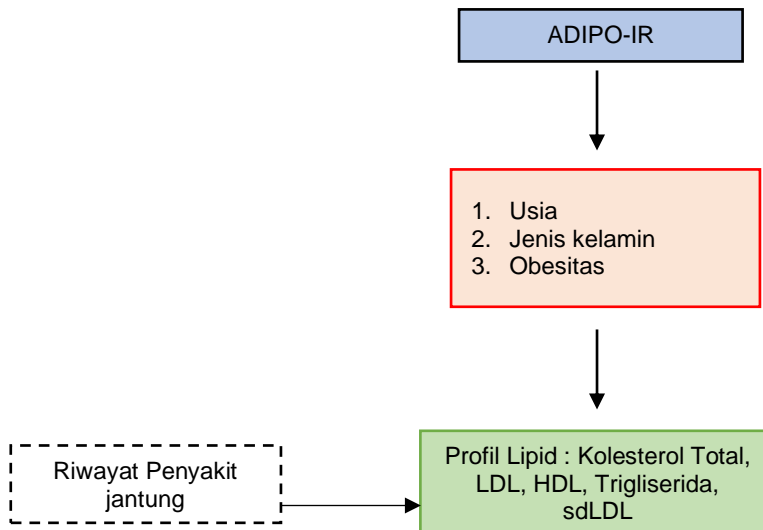 ADIPO-IR
1. Usia
2. Jenis kelamin
3. Obesitas
Riwayat Penyakit
jantung
Profil Lipid : Kolesterol Total,
LDL, HDL, Trigliserida,
sdLDL